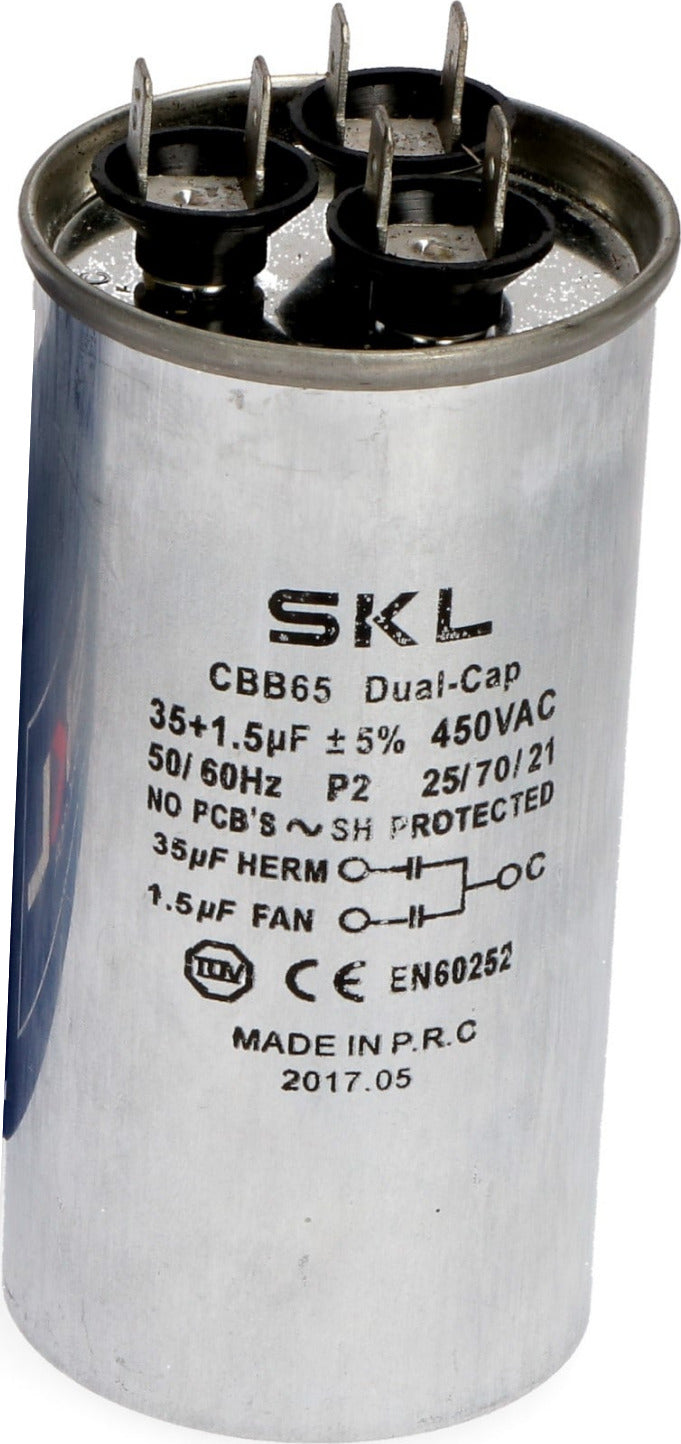 SKL
CBB65 Dual-Cap
35+1.5µF ± 5% 450VAC
50/60Hz P2 25/70/21
NO PCB'S ~ SH PROTECTED
35µF HERM C
1.5µF FAN
TÜV CE EN60252
MADE IN P.R.C
2017.05